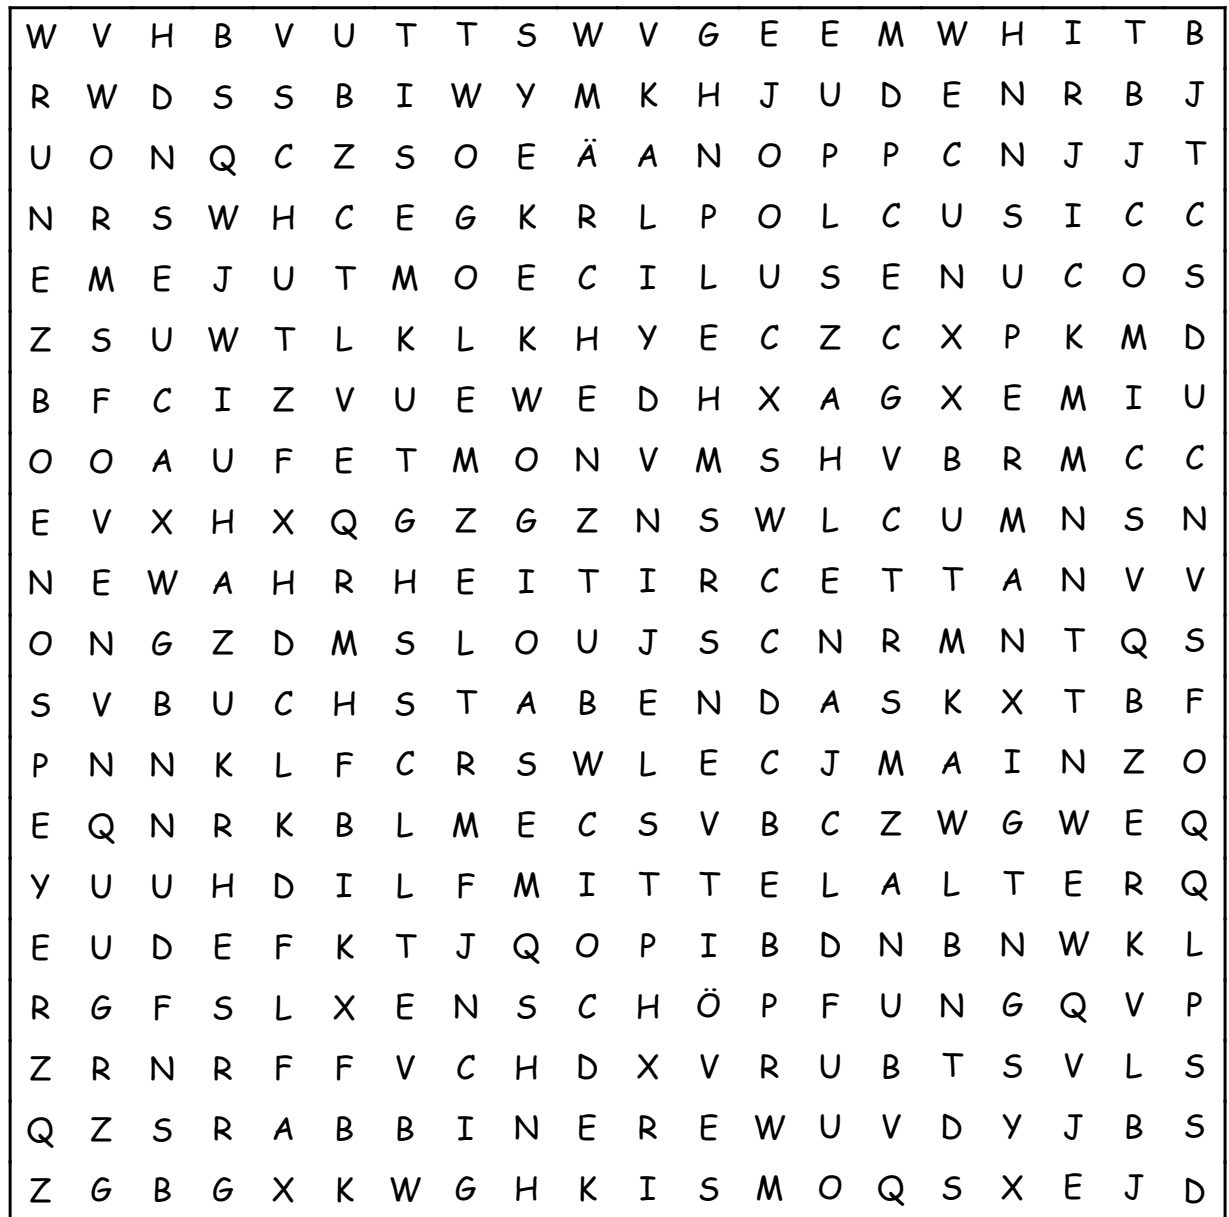 W V H B V U T T S W V G E E M W H I T B
R W D S S B I W Y M K H J U D E N R B J
U O N Q C Z S O E Ä A N O P P C N J J T
N R S W H C E G K R L P O L C U S I C C
E M E J U T M O E C I L U S E N U C O S
Z S U W T L K L K H Y E C Z C X P K M D
B F C I Z V U E W E D H X A G X E M I U
O O A U F E T M O N V M S H V B R M C C
E V X H X Q G Z G Z N S W L C U M N S N
N E W A H R H E I T I R C E T T A N V V
O N G Z D M S L O U J S C N R M N T Q S
S V B U C H S T A B E N D A S K X T B F
P N N K L F C R S W L E C J M A I N Z O
E Q N R K B L M E C S V B C Z W G W E Q
Y U U H D I L F M I T T E L A L T E R Q
E U D E F K T J Q O P I B D N B N W K L
R G F S L X E N S C H Ö P F U N G Q V P
Z R N R F F V C H D X V R U B T S V L S
Q Z S R A B B I N E R E W U V D Y J B S
Z G B G X K W G H K I S M O Q S X E J D